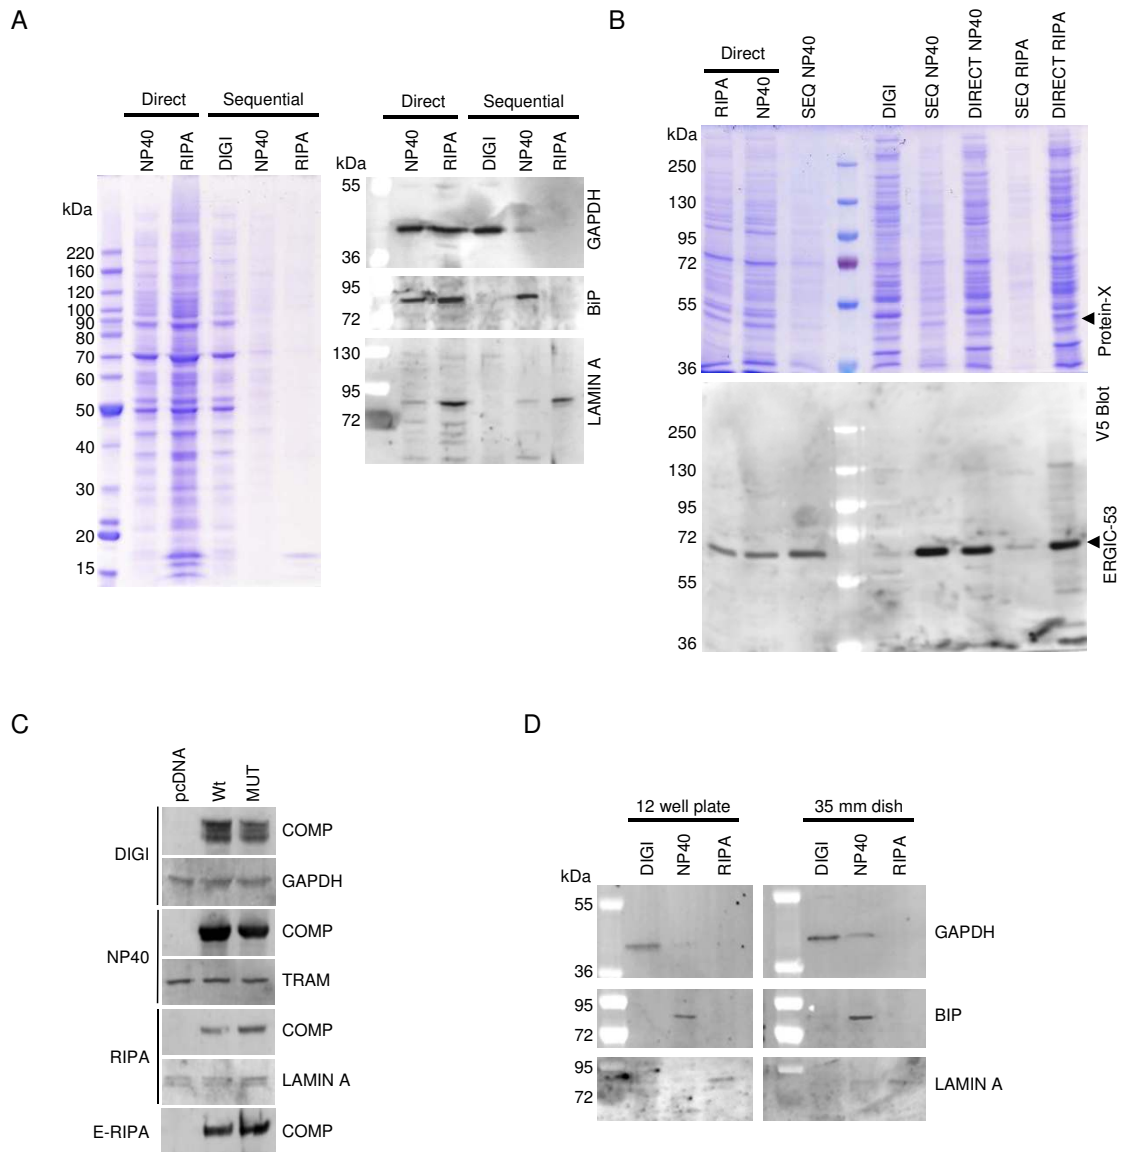 A
Direct
Sequential
NP40
RIPA
DIGI
NP40
RIPA
kDa
220
160
120
100
90
80
70
60
50
40
30
20
15
Direct
Sequential
NP40
RIPA
DIGI
NP40
RIPA
kDa
55
36
GAPDH
95
72
BiP
130
95
72
LAMIN A
B
Direct
RIPA
NP40
SEQ NP40
DIGI
SEQ NP40
DIRECT NP40
SEQ RIPA
DIRECT RIPA
kDa
250
130
95
72
55
36
Protein-X
250
130
95
72
55
36
V5 Blot
ERGIC-53
C
pcDNA
Wt
MUT
DIGI
COMP
GAPDH
NP40
COMP
TRAM
RIPA
COMP
LAMIN A
E-RIPA
COMP
D
12 well plate
35 mm dish
DIGI
NP40
RIPA
DIGI
NP40
RIPA
kDa
55
36
GAPDH
95
72
BIP
95
72
LAMIN A